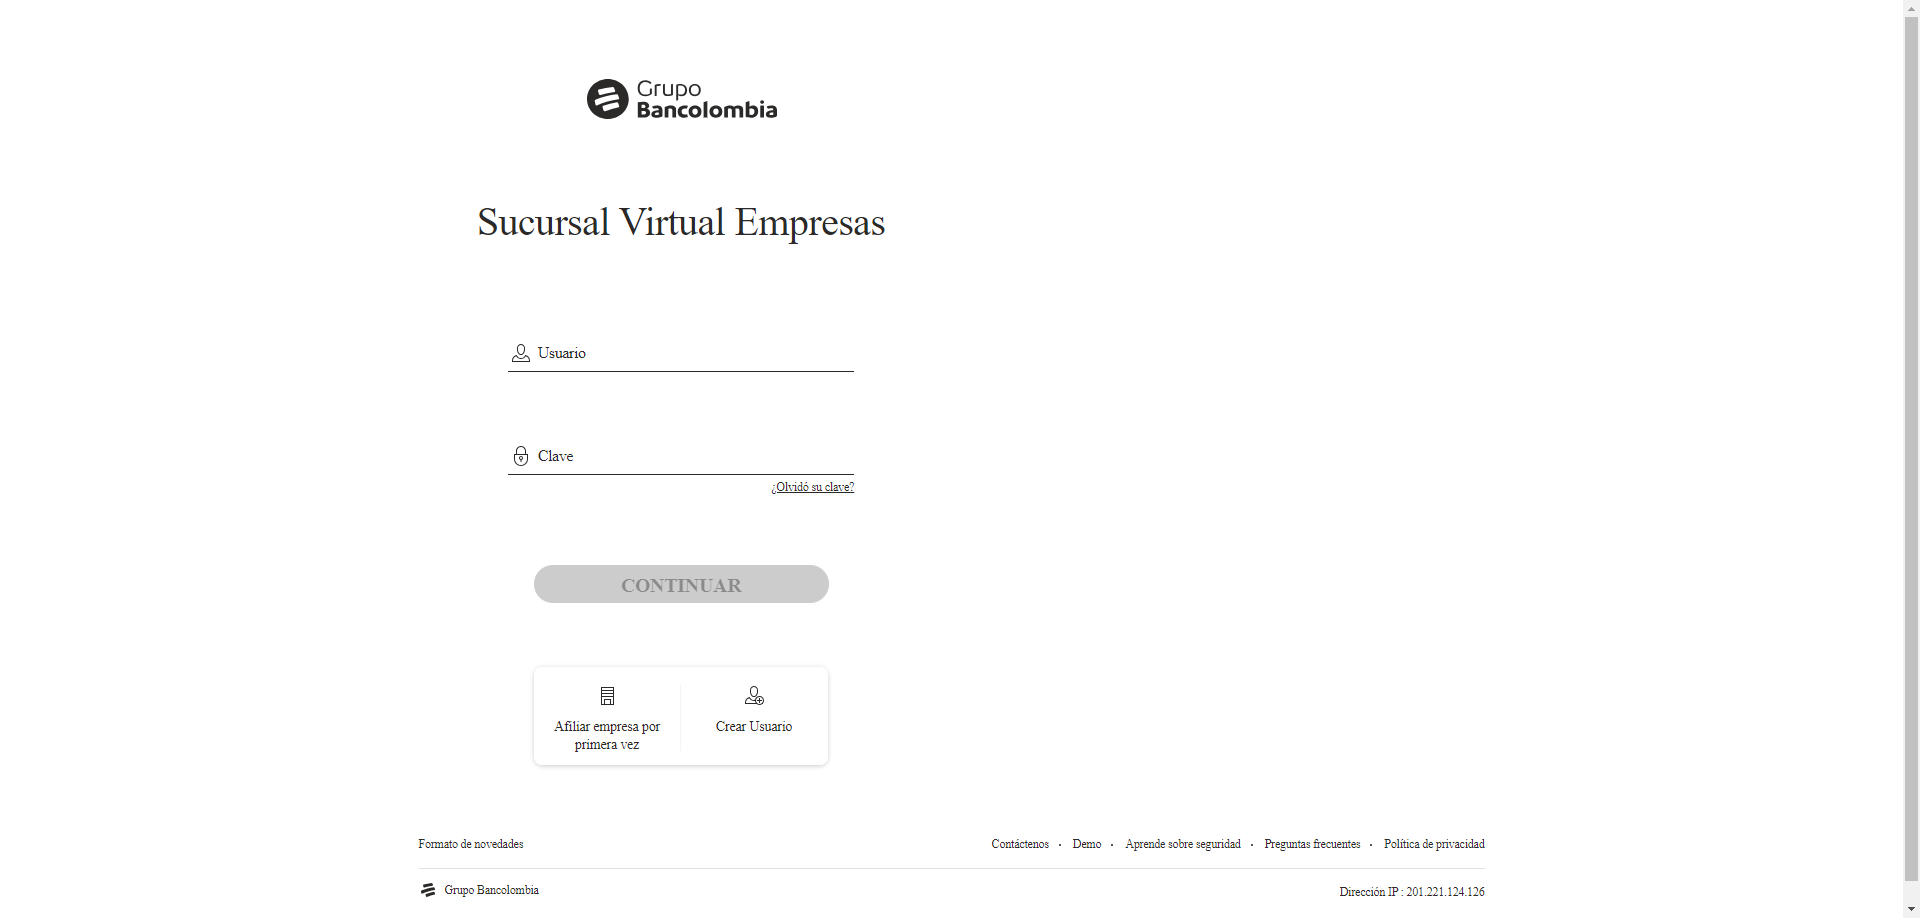 Grupo
Bancolombia
Sucursal Virtual Empresas
Usuario
Clave
¿Olvidó su clave?
CONTINUAR
Afiliar empresa por
primera vez
Crear Usuario
Formato de novedades
Contáctenos · Demo · Aprende sobre seguridad · Preguntas frecuentes · Política de privacidad
Grupo Bancolombia
Dirección IP : 201.221.124.126